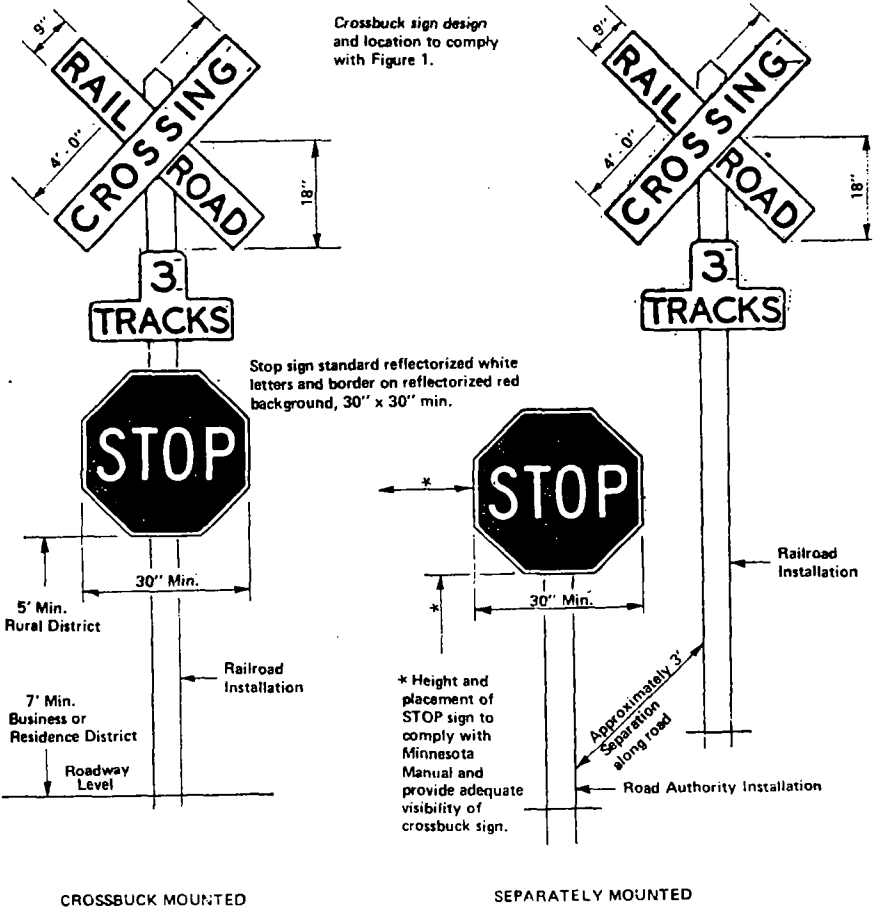 Crossbuck sign design
and location to comply
with Figure 1.
9"
RAIL
ROAD
CROSSING
4'-0"
18"
3
TRACKS
9"
RAIL
ROAD
CROSSING
4'-0"
18"
3
TRACKS
Stop sign standard reflectorized white
letters and border on reflectorized red
background, 30" x 30" min.
STOP
30" Min.
5' Min.
Rural District
7' Min.
Business or
Residence District
Roadway
Level
Railroad
Installation
*
STOP
30" Min.
*
* Height and
placement of
STOP sign to
comply with
Minnesota
Manual and
provide adequate
visibility of
crossbuck sign.
Approximately 3'
Separation
along road
Railroad
Installation
Road Authority Installation
CROSSBUCK MOUNTED
SEPARATELY MOUNTED